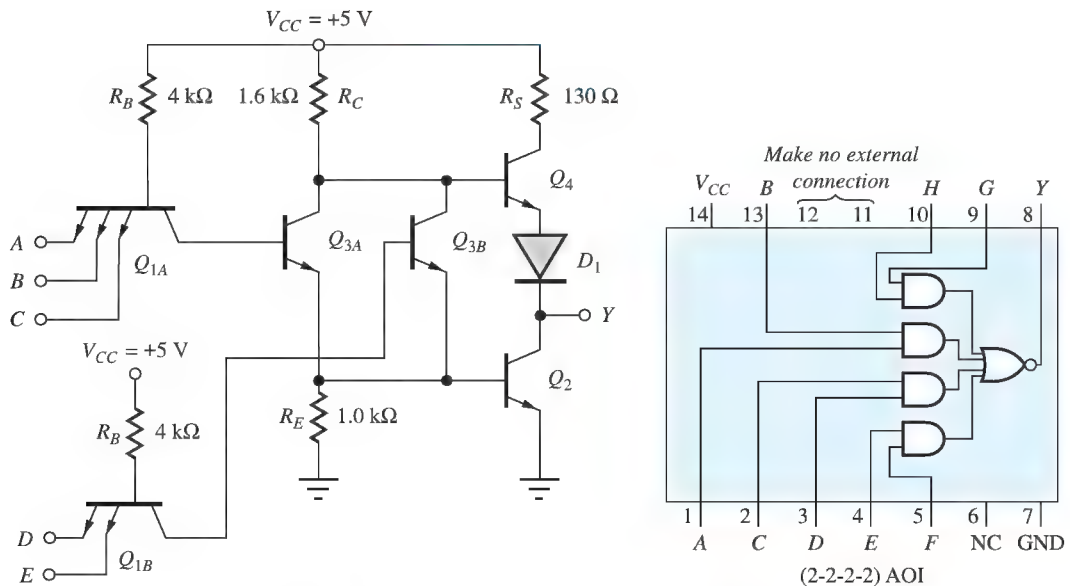 V_CC = +5 V
R_B 4 kΩ
1.6 kΩ R_C
R_S 130 Ω
Q_4
A
B
C
Q_1A
Q_3A
Q_3B
D_1
Y
V_CC = +5 V
Q_2
R_B 4 kΩ
R_E 1.0 kΩ
D
E
Q_1B
Make no external
connection
V_CC B H G Y
14 13 12 11 10 9 8
1 2 3 4 5 6 7
A C D E F NC GND
(2-2-2-2) AOI